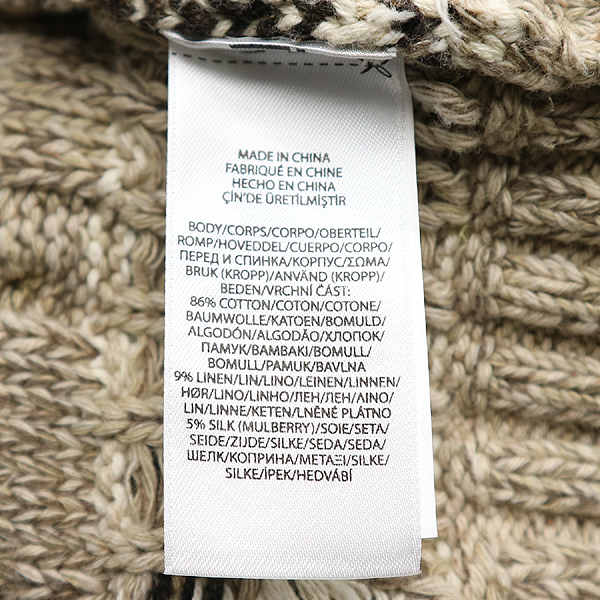 MADE IN CHINA
FABRIQUÉ EN CHINE
HECHO EN CHINA
ÇİN'DE ÜRETİLMİŞTİR
BODY/CORPS/CORPO/OBERTEIL/
ROMP/HOVEDDEL/CUERPO/CORPO/
ПЕРЕД И СПИНКА/КОРПУС/ΣΩΜΑ/
BRUK (KROPP)/ANVÄND (KROPP)/
BEDEN/VRCHNÍ ČÁST:
86% COTTON/COTON/COTONE/
BAUMWOLLE/KATOEN/BOMULD/
ALGODÓN/ALGODÃO/ХЛОПОК/
ПАМУК/ΒΑΜΒΑΚΙ/BOMULL/
BOMULL/PAMUK/BAVLNA
9% LINEN/LIN/LINO/LEINEN/LINNEN/
HØR/LINO/LINHO/ЛЕН/ЛЕН/ΛΙΝΟ/
LIN/LINNE/KETEN/LNĚNÉ PLÁTNO
5% SILK (MULBERRY)/SOIE/SETA/
SEIDE/ZIJDE/SILKE/SEDA/SEDA/
ШЕЛК/КОПРИНА/ΜΕΤΑΞΙ/SILKE/
SILKE/İPEK/HEDVÁBÍ